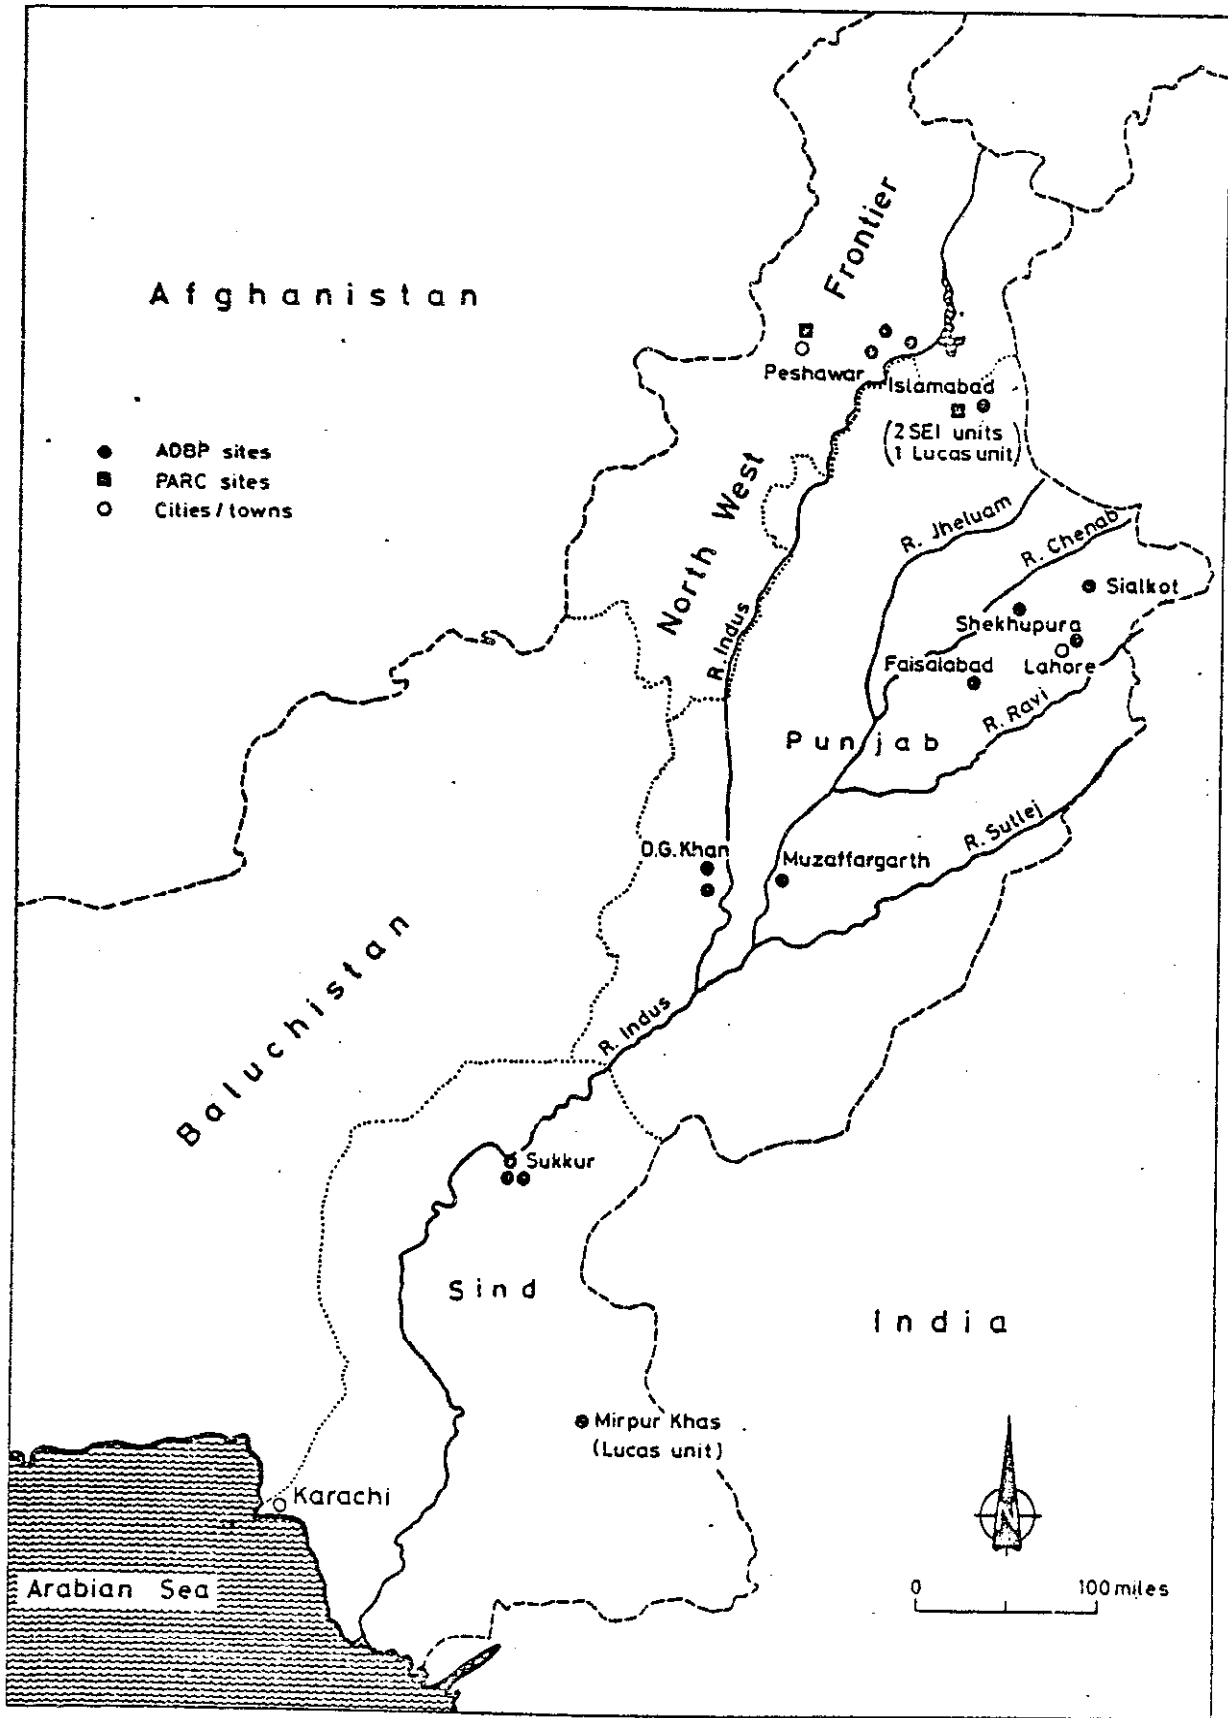 Afghanistan
Frontier
Peshawar
Islamabad
(2 SEI units
1 Lucas unit)
ADBP sites
PARC sites
Cities/towns
North West
R. Indus
R. Jheluam
R. Chenab
Sialkot
Shekhupura
Faisalabad
Lahore
R. Ravi
Punjab
R. Sutlej
D.G. Khan
Muzaffargarth
Baluchistan
R. Indus
Sukkur
Sind
India
Mirpur Khas
(Lucas unit)
Karachi
N
Arabian Sea
0 100 miles